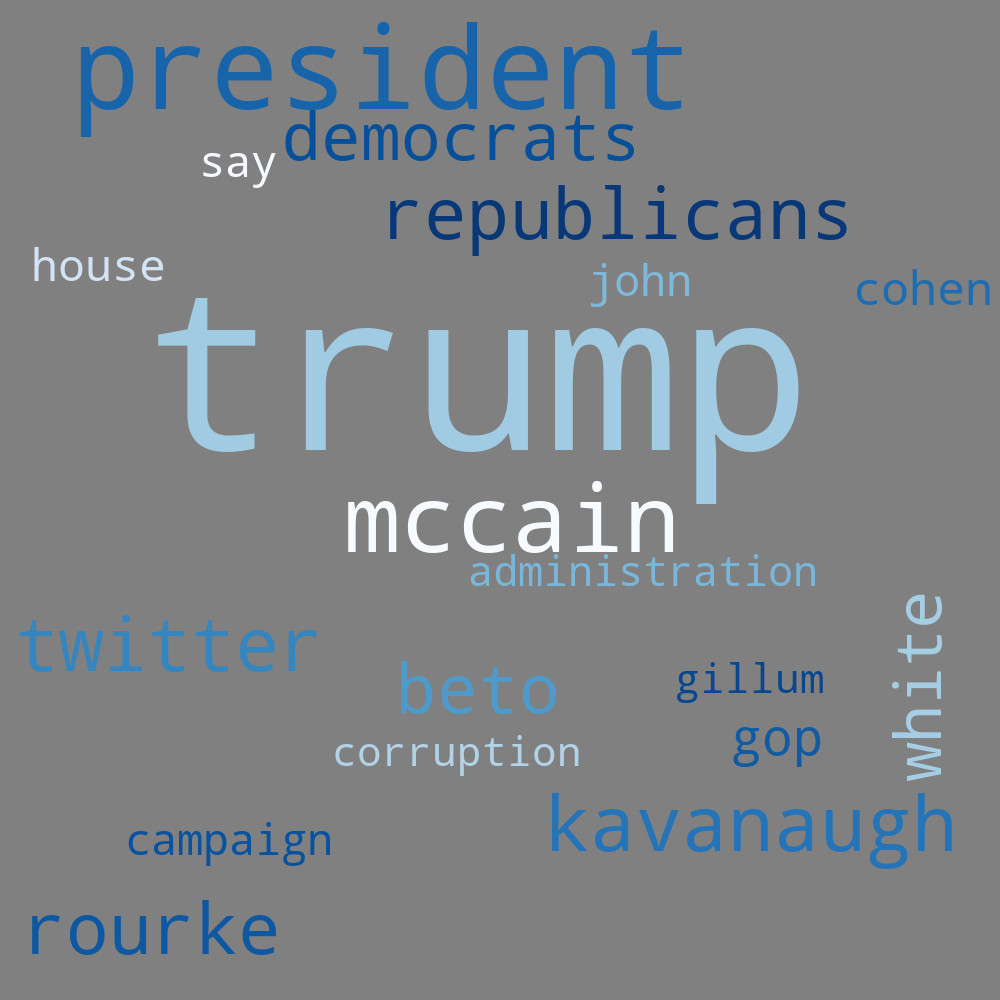 president
democrats
say
republicans
house
john
cohen
trump
mccain
administration
twitter
white
beto
gillum
corruption
gop
kavanaugh
campaign
rourke